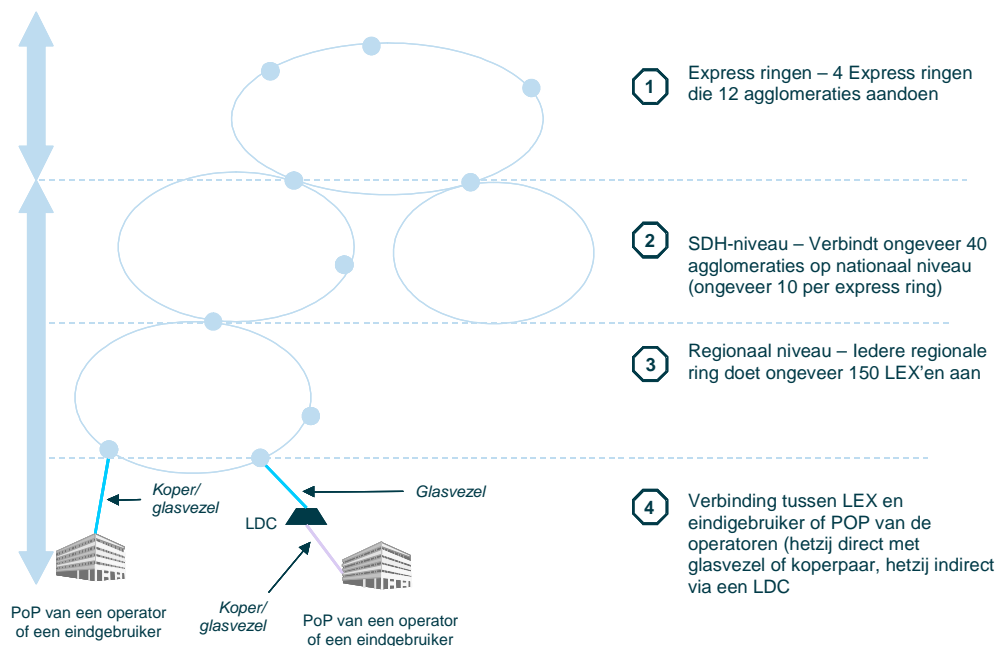 1
Express ringen – 4 Express ringen
die 12 agglomeraties aandoen
2
SDH-niveau – Verbindt ongeveer 40
agglomeraties op nationaal niveau
(ongeveer 10 per express ring)
3
Regionaal niveau – Iedere regionale
ring doet ongeveer 150 LEX'en aan
Koper/
glasvezel
Glasvezel
LDC
4
Verbinding tussen LEX en
eindigebruiker of POP van de
operatoren (hetzij direct met
glasvezel of koperpaar, hetzij indirect
via een LDC
Koper/
glasvezel
PoP van een operator
of een eindgebruiker
PoP van een operator
of een eindgebruiker